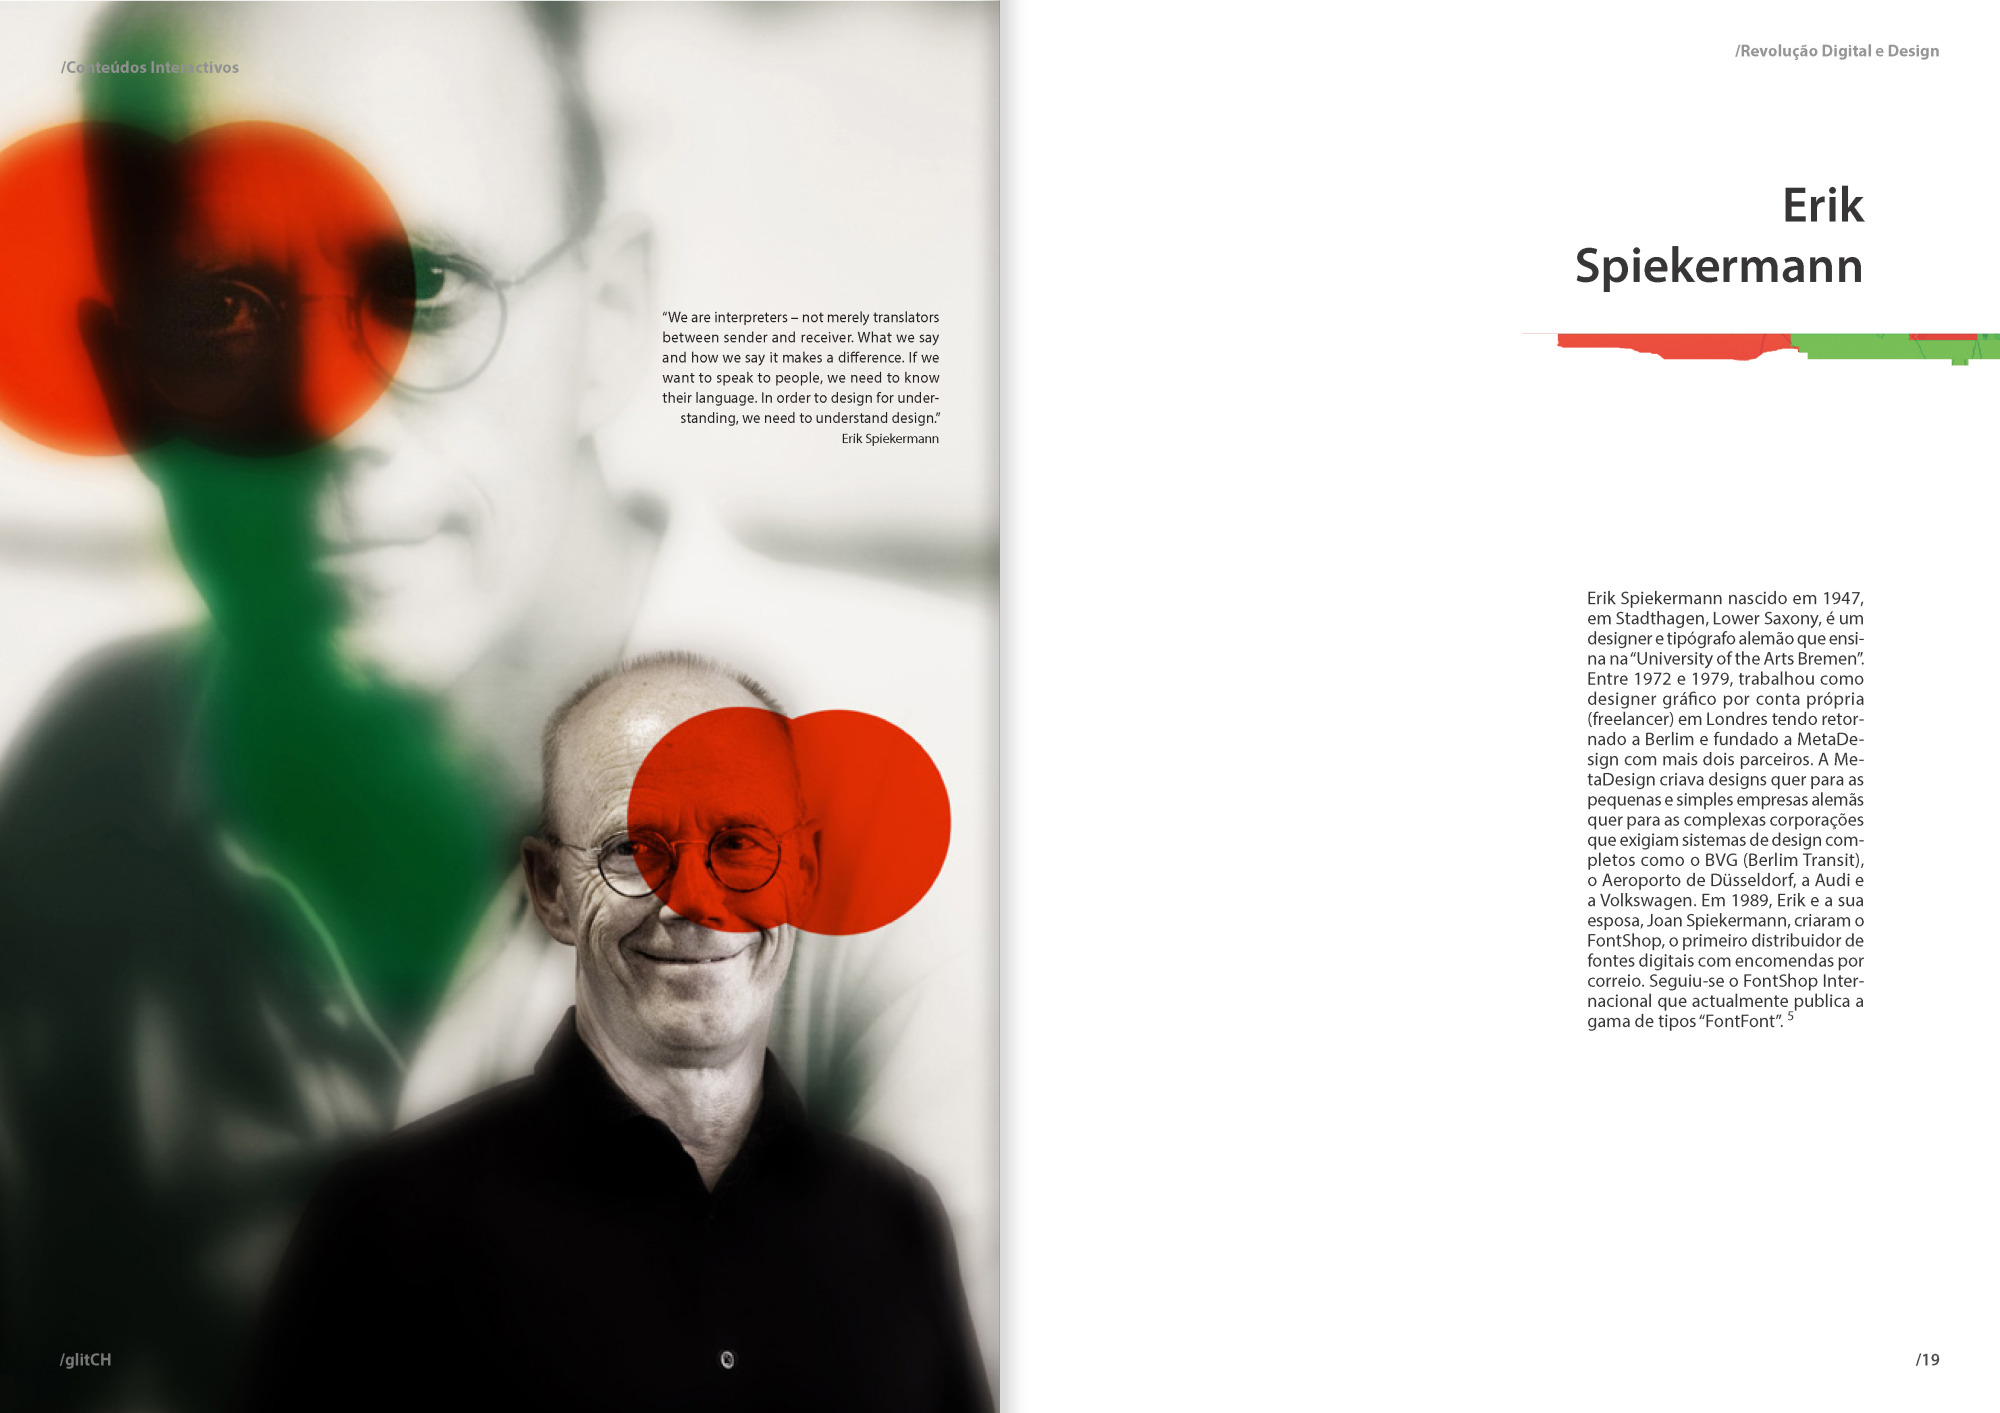 /Conteúdos Interactivos
“We are interpreters – not merely translators
between sender and receiver. What we say
and how we say it makes a difference. If we
want to speak to people, we need to know
their language. In order to design for under-
standing, we need to understand design.”
Erik Spiekermann
/glitCH
/Revolução Digital e Design
Erik
Spiekermann
Erik Spiekermann nascido em 1947,
em Stadthagen, Lower Saxony, é um
designer e tipógrafo alemão que ensi-
na na “University of the Arts Bremen”.
Entre 1972 e 1979, trabalhou como
designer gráfico por conta própria
(freelancer) em Londres tendo retor-
nado a Berlim e fundado a MetaDe-
sign com mais dois parceiros. A Me-
taDesign criava designs quer para as
pequenas e simples empresas alemãs
quer para as complexas corporações
que exigiam sistemas de design com-
pletos como o BVG (Berlim Transit),
o Aeroporto de Düsseldorf, a Audi e
a Volkswagen. Em 1989, Erik e a sua
esposa, Joan Spiekermann, criaram o
FontShop, o primeiro distribuidor de
fontes digitais com encomendas por
correio. Seguiu-se o FontShop Inter-
nacional que actualmente publica a
gama de tipos “FontFont”. 5
/19